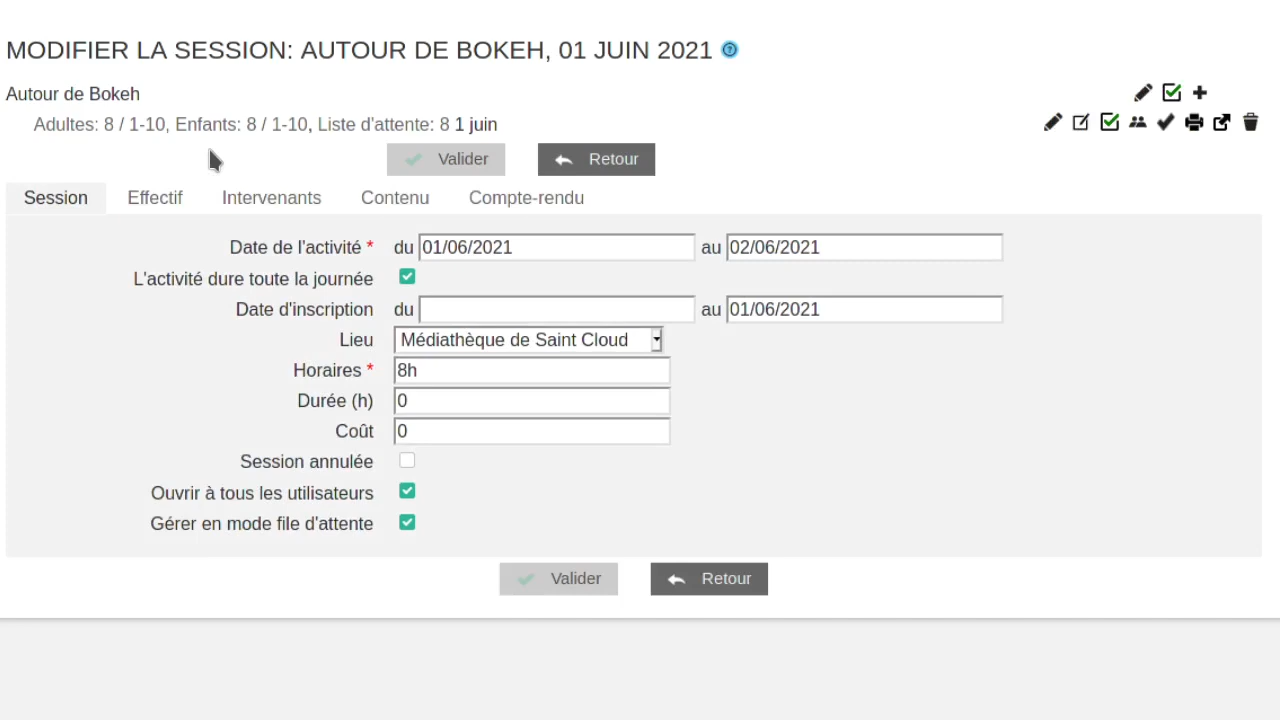 MODIFIER LA SESSION: AUTOUR DE BOKEH, 01 JUIN 2021 ?
Autour de Bokeh
Adultes: 8 / 1-10, Enfants: 8 / 1-10, Liste d'attente: 8 1 juin
Valider Retour
Session Effectif Intervenants Contenu Compte-rendu
Date de l'activité * du 01/06/2021 au 02/06/2021
L'activité dure toute la journée
Date d'inscription du au 01/06/2021
Lieu Médiathèque de Saint Cloud
Horaires * 8h
Durée (h) 0
Coût 0
Session annulée
Ouvrir à tous les utilisateurs
Gérer en mode file d'attente
Valider Retour